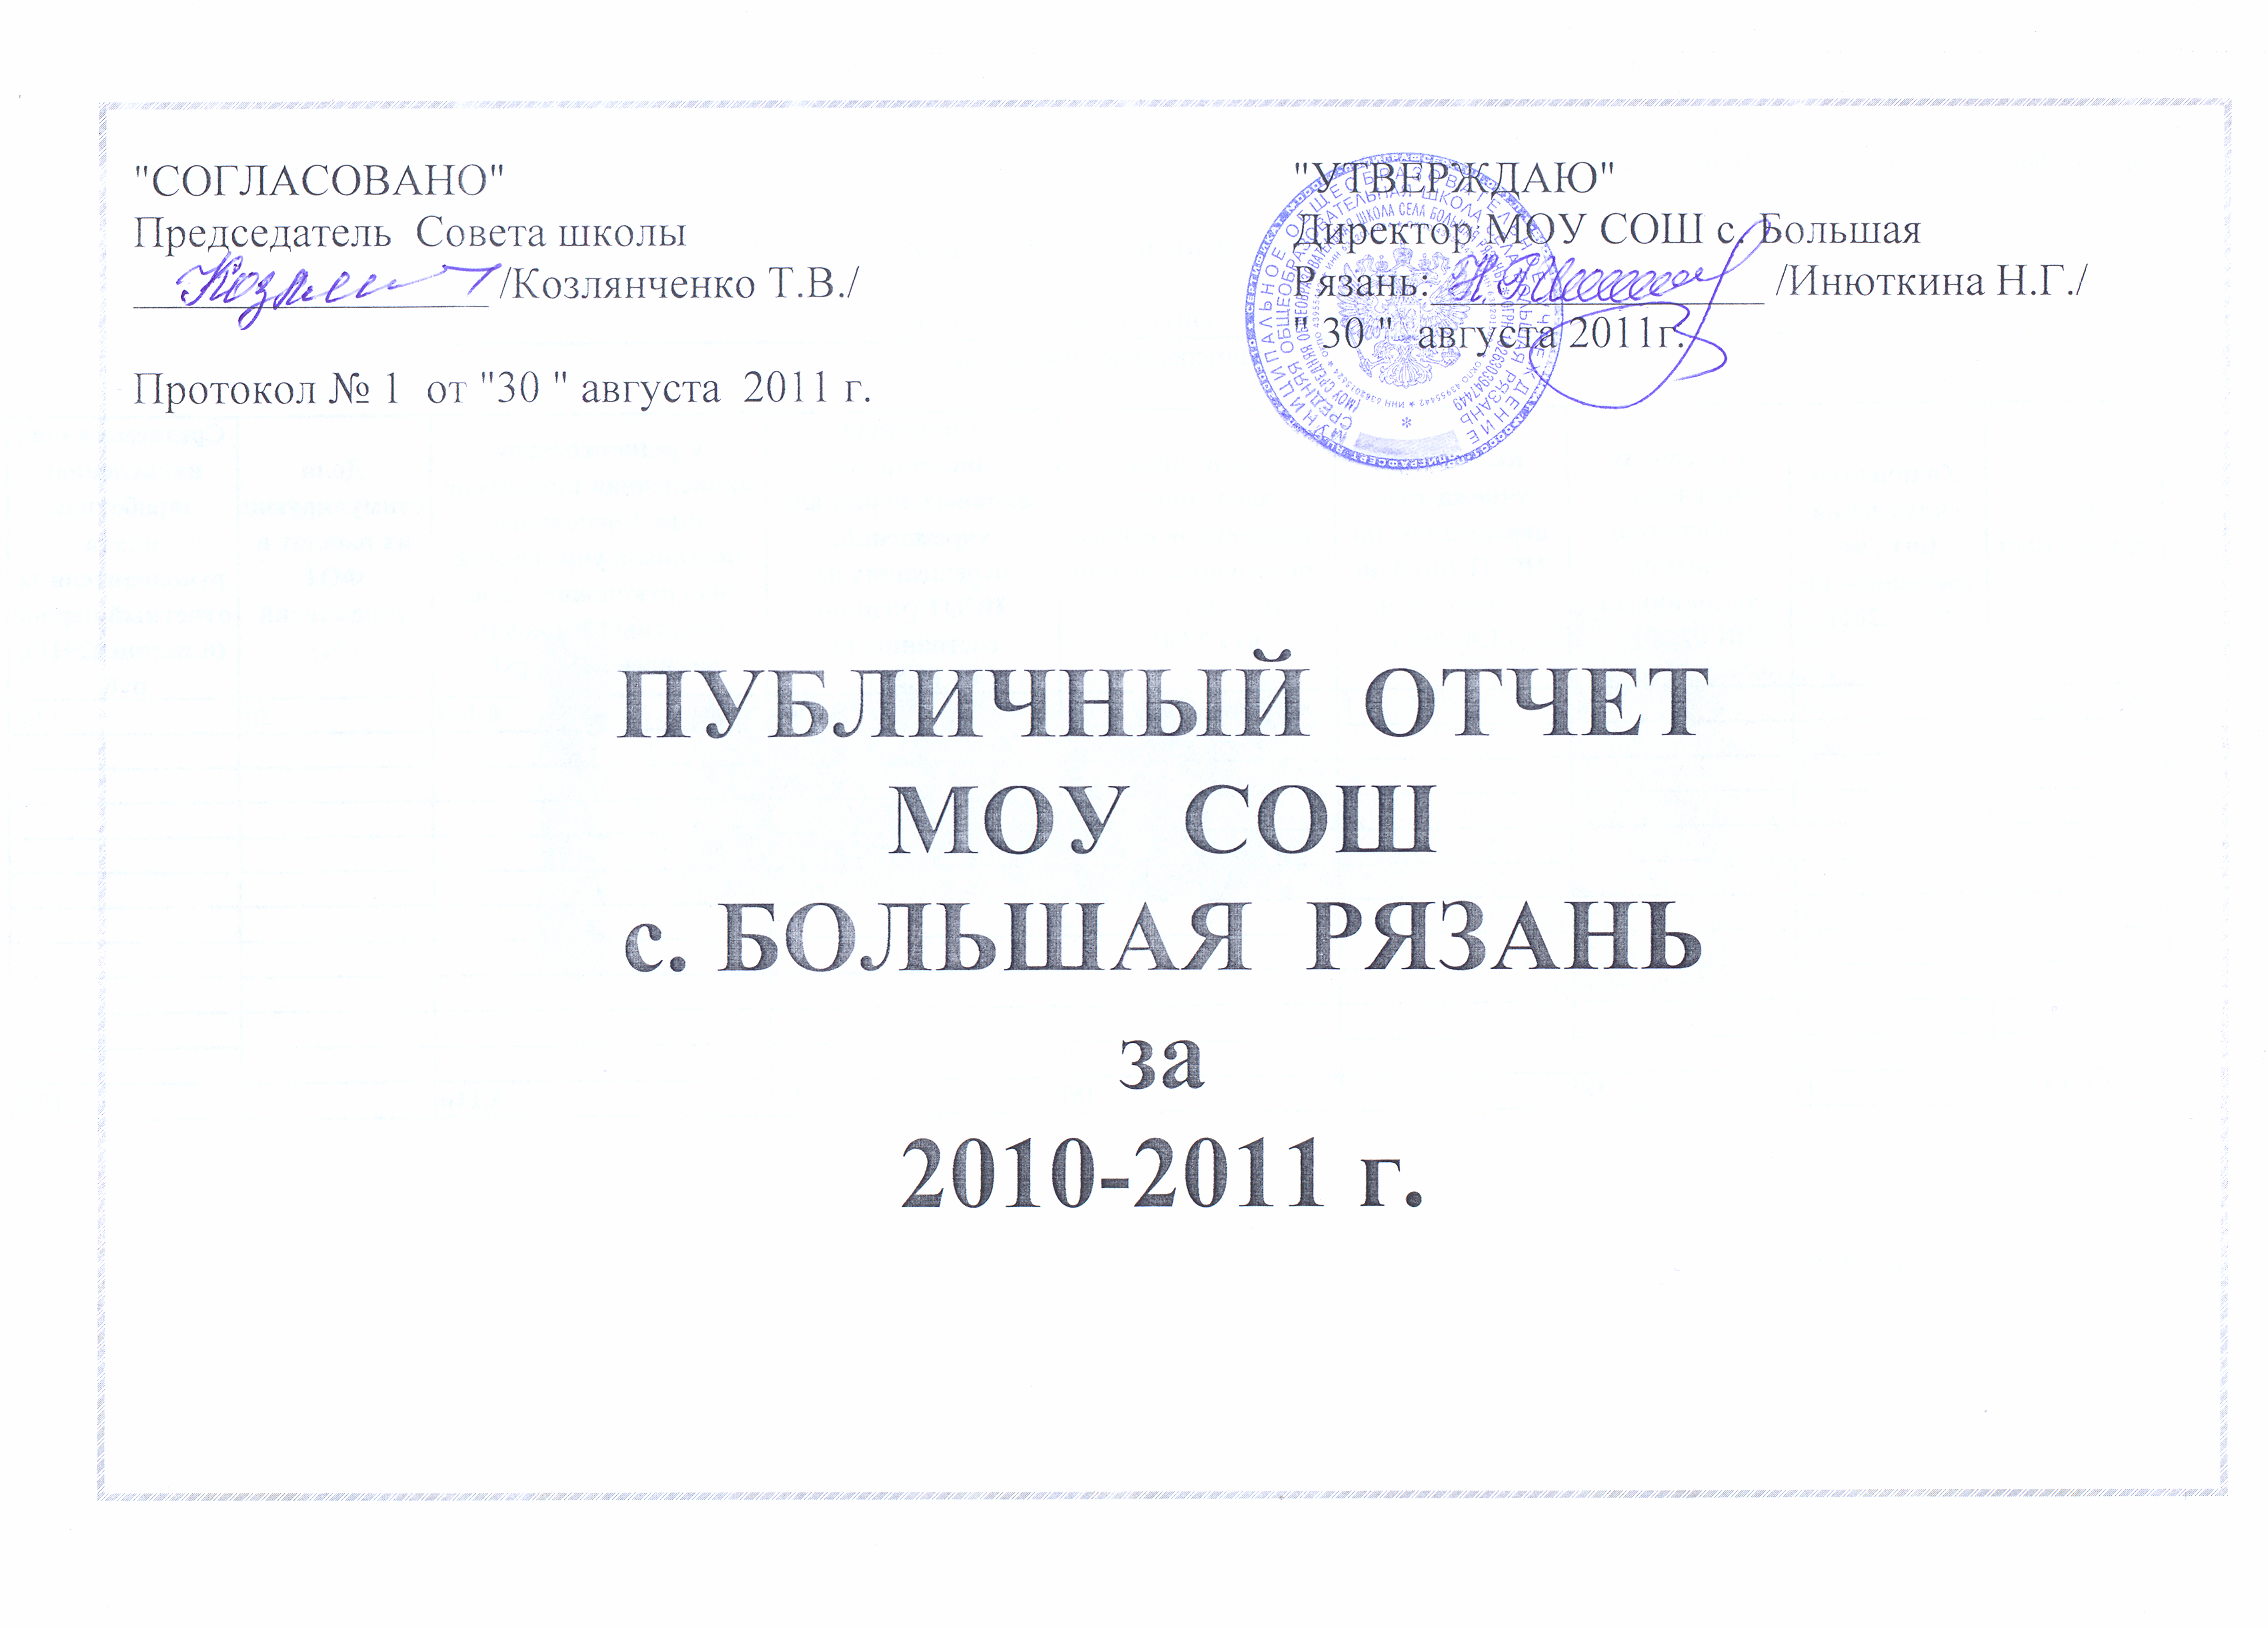 "СОГЛАСОВАНО"
Председатель Совета школы
/Козлянченко Т.В./
Протокол № 1 от "30 " августа 2011 г.
"УТВЕРЖДАЮ"
Директор МОУ СОШ с. Большая
Рязань: /Инюткина Н.Г./
" 30 " августа 2011г.
ПУБЛИЧНЫЙ ОТЧЕТ
МОУ СОШ
с. БОЛЬШАЯ РЯЗАНЬ
за
2010-2011 г.